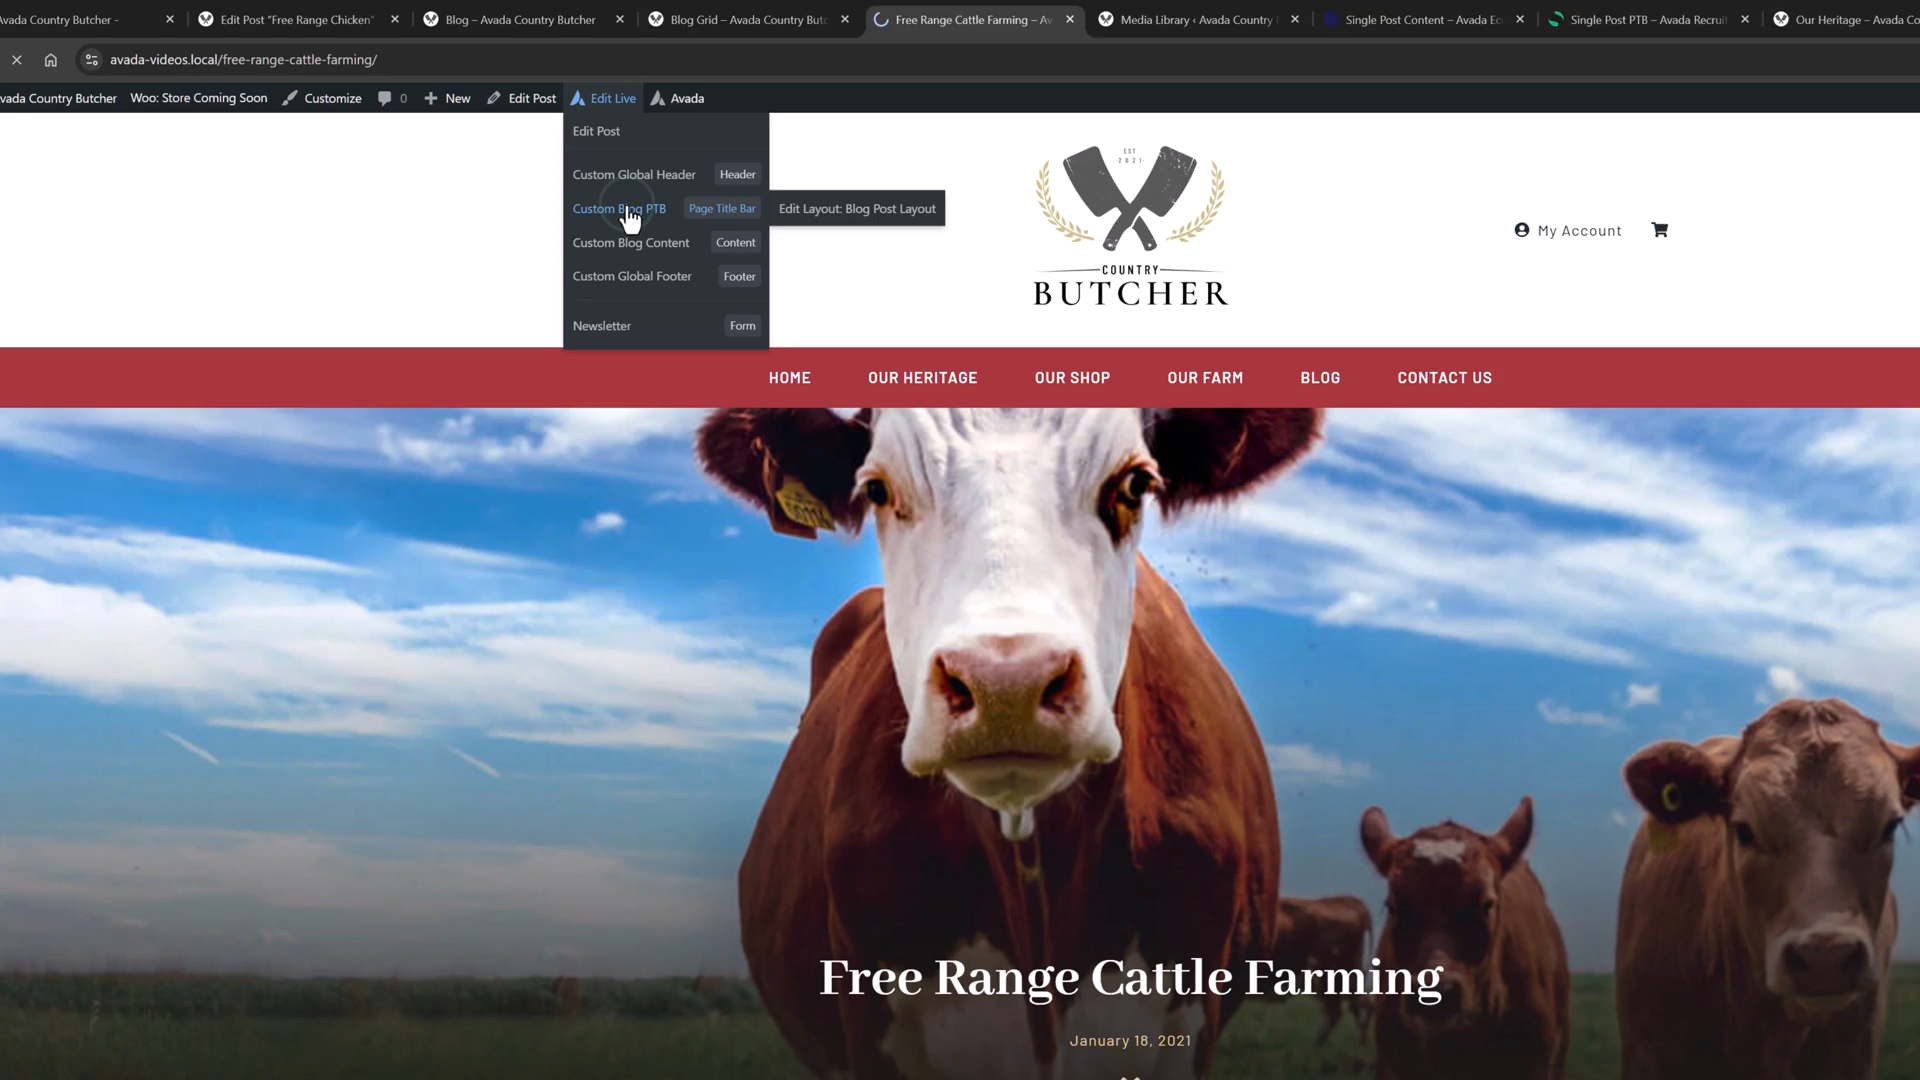 vada Country Butcher -
Edit Post "Free Range Chicken"
Blog – Avada Country Butcher
Blog Grid – Avada Country Butc
Free Range Cattle Farming – Av
Media Library ‹ Avada Country
Single Post Content – Avada Ec
Single Post PTB – Avada Recrui
Our Heritage – Avada Co
avada-videos.local/free-range-cattle-farming/
vada Country Butcher
Woo: Store Coming Soon
Customize
0
New
Edit Post
Edit Live
Avada
Edit Post
Custom Global Header Header
Custom Blog PTB Page Title Bar
Edit Layout: Blog Post Layout
Custom Blog Content Content
Custom Global Footer Footer
Newsletter Form
EST
-2021-
COUNTRY
BUTCHER
My Account
HOME
OUR HERITAGE
OUR SHOP
OUR FARM
BLOG
CONTACT US
Free Range Cattle Farming
January 18, 2021